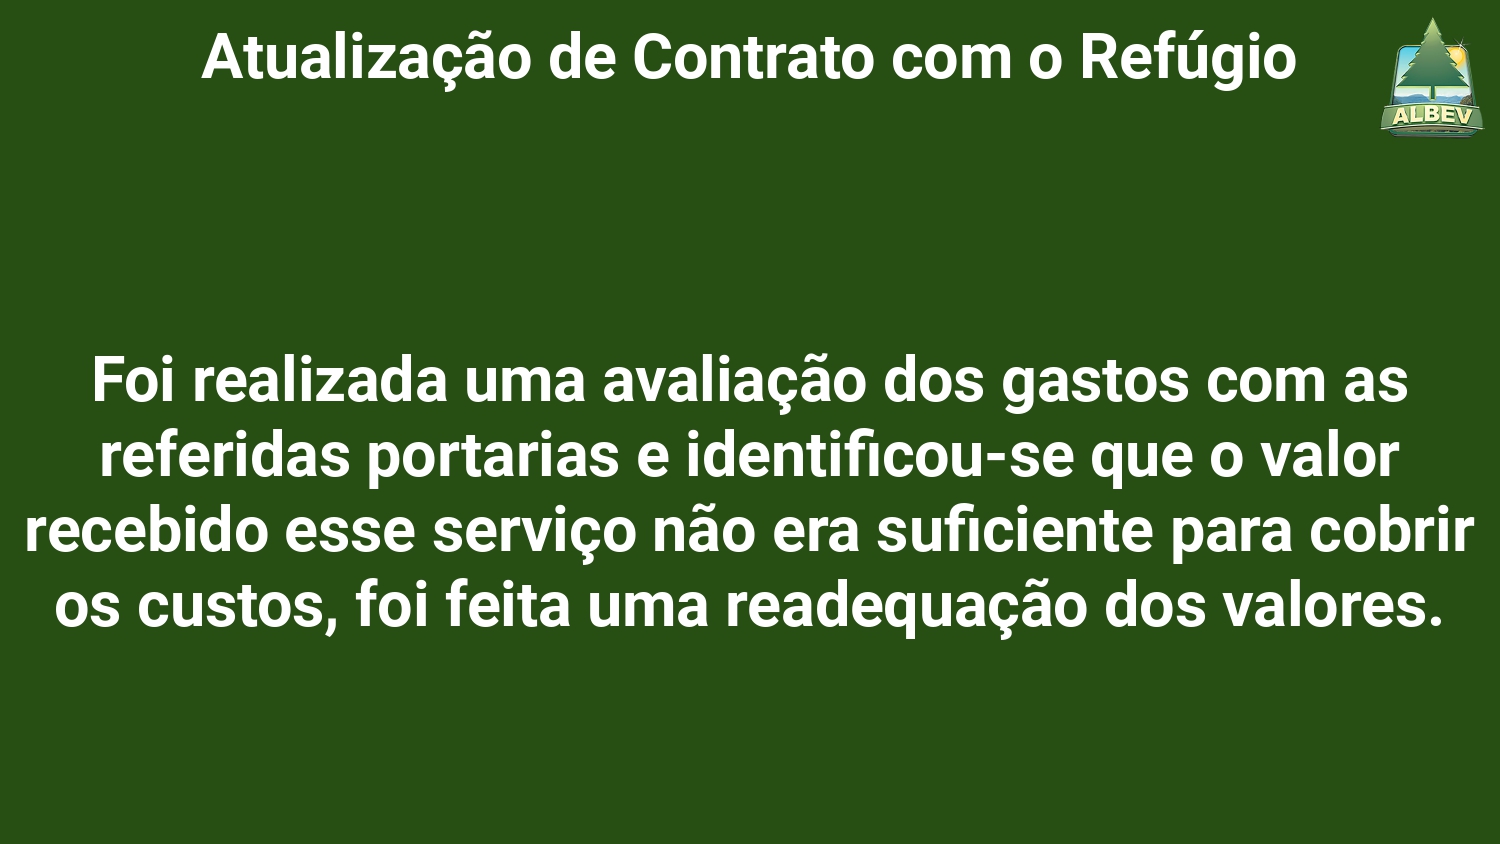 Atualização de Contrato com o Refúgio
ALBEV
Foi realizada uma avaliação dos gastos com as
referidas portarias e identificou-se que o valor
recebido esse serviço não era suficiente para cobrir
os custos, foi feita uma readequação dos valores.